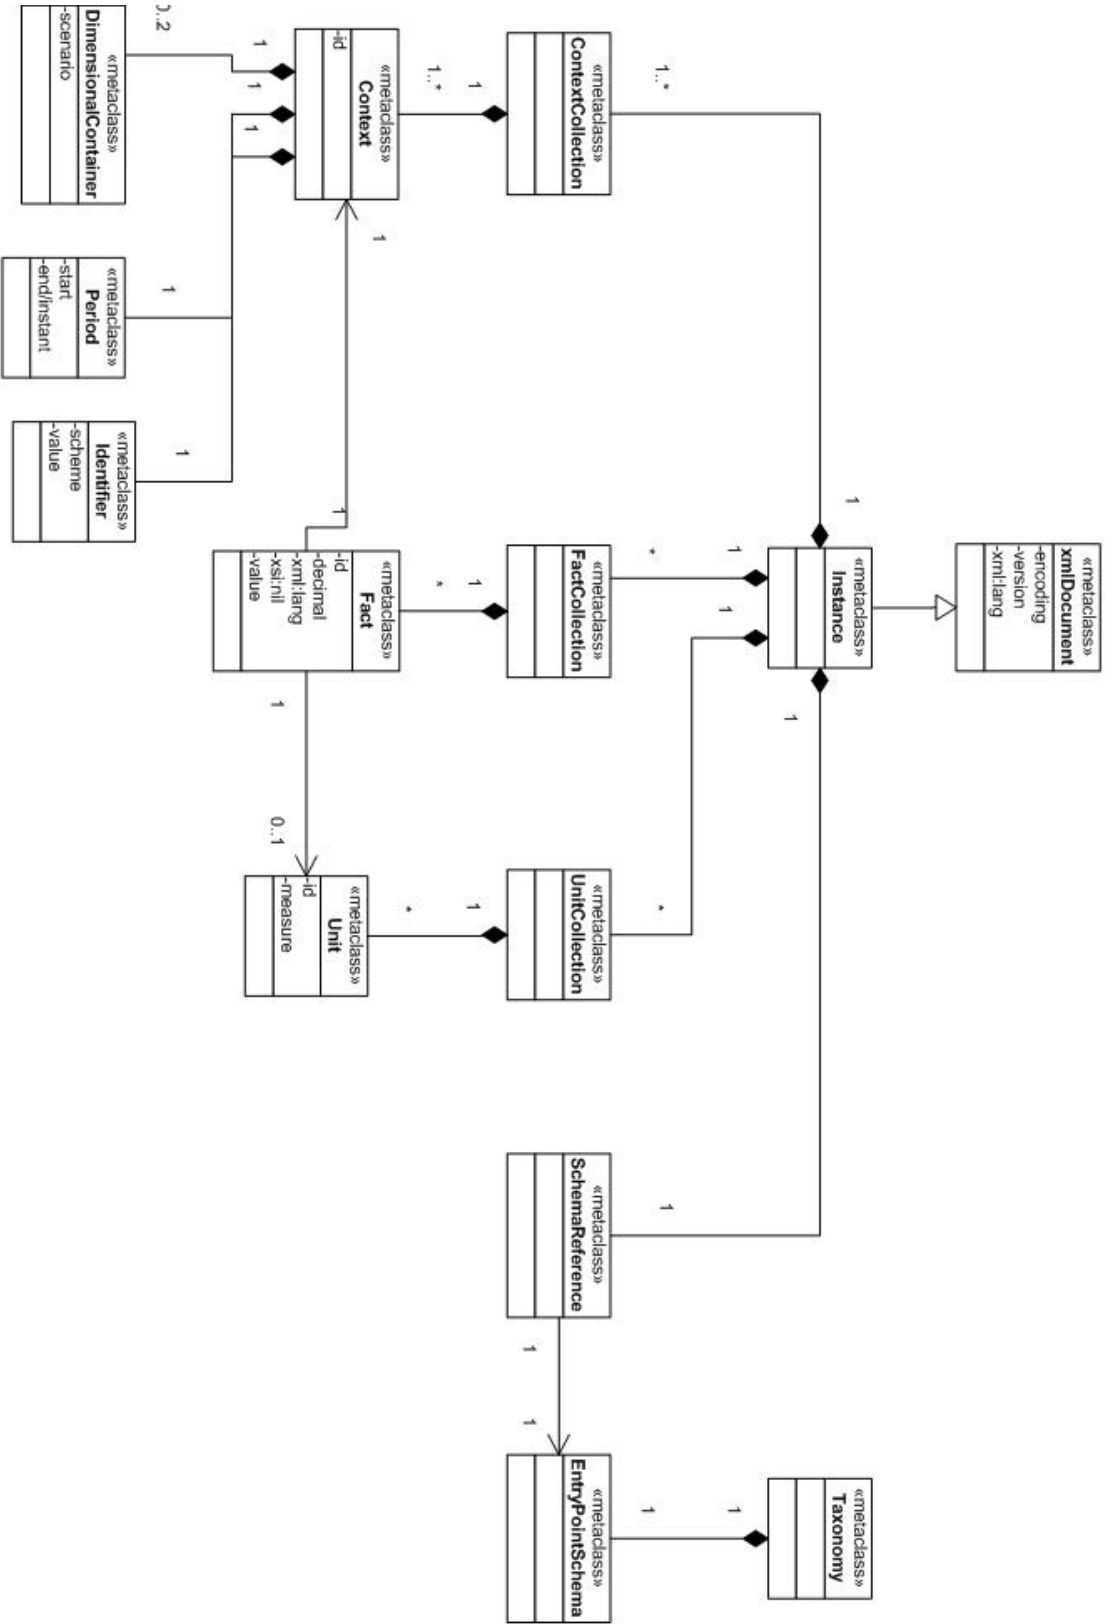 «metaclass»
xmlDocument
-encoding
-version
-xml:lang
«metaclass»
Instance
«metaclass»
Taxonomy
1
1
1
1
1
1..*
*
*
1
1
«metaclass»
ContextCollection
«metaclass»
FactCollection
«metaclass»
UnitCollection
«metaclass»
SchemaReference
«metaclass»
EntryPointSchema
1
1
1
1
1
1..*
*
*
«metaclass»
Context
-id
1
1
«metaclass»
Fact
-id
-decimal
-xml:lang
-xsi:nil
-value
1
0..1
«metaclass»
Unit
-id
-measure
1
1
1
0..2
1
1
«metaclass»
DimensionalContainer
-scenario
«metaclass»
Period
-start
-end/instant
«metaclass»
Identifier
-scheme
-value